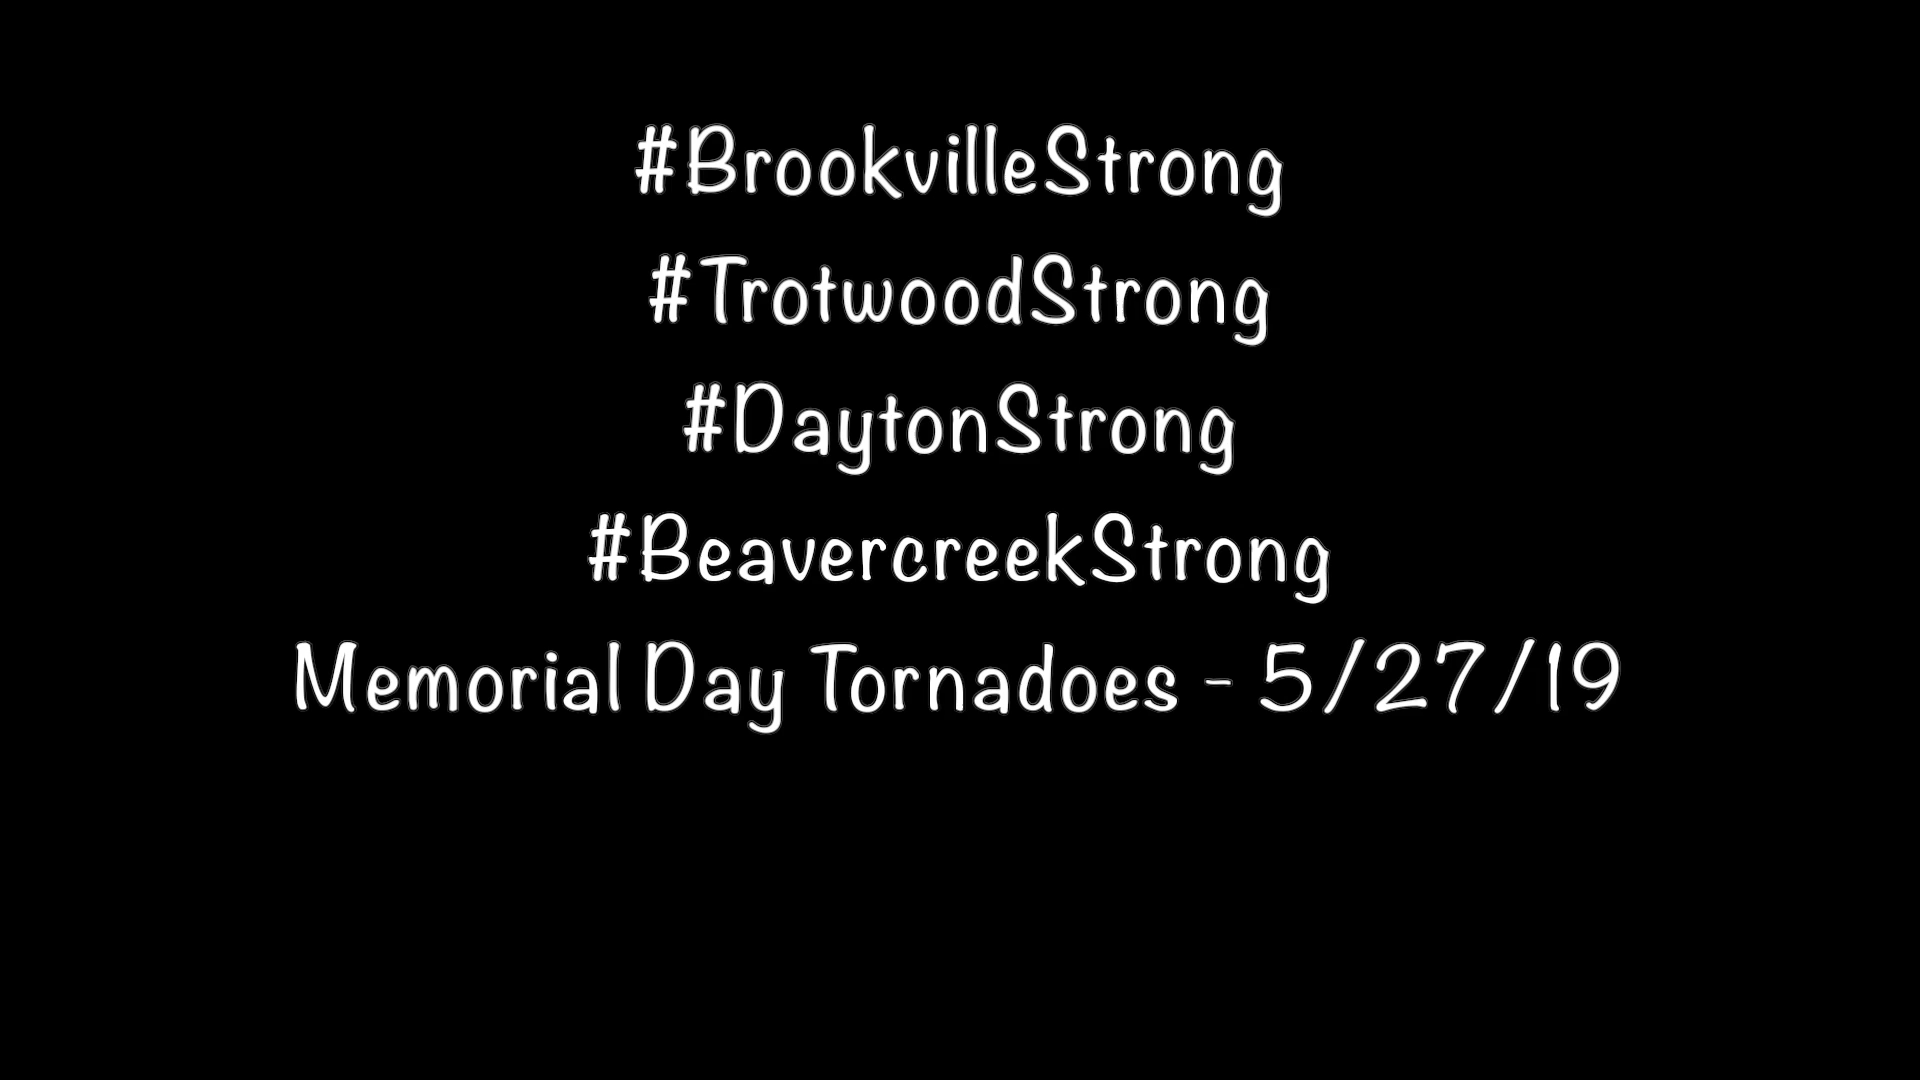 #BrookvilleStrong
#TrotwoodStrong
#DaytonStrong
#BeavercreekStrong
Memorial Day Tornadoes - 5/27/19